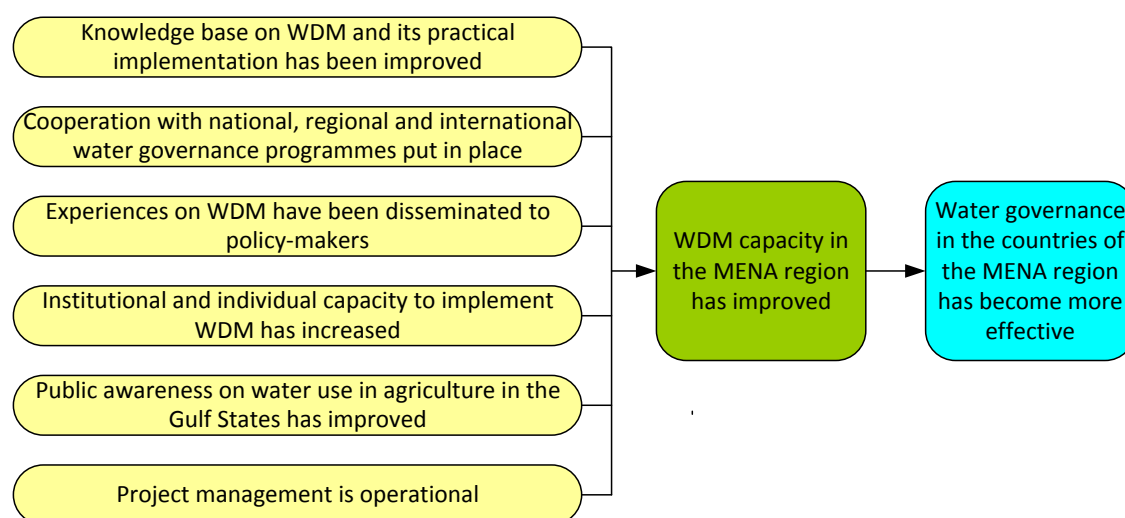 Knowledge base on WDM and its practical
implementation has been improved
Cooperation with national, regional and international
water governance programmes put in place
Experiences on WDM have been disseminated to
policy-makers
Institutional and individual capacity to implement
WDM has increased
Public awareness on water use in agriculture in the
Gulf States has improved
Project management is operational
WDM capacity in
the MENA region
has improved
Water governance
in the countries of
the MENA region
has become more
effective